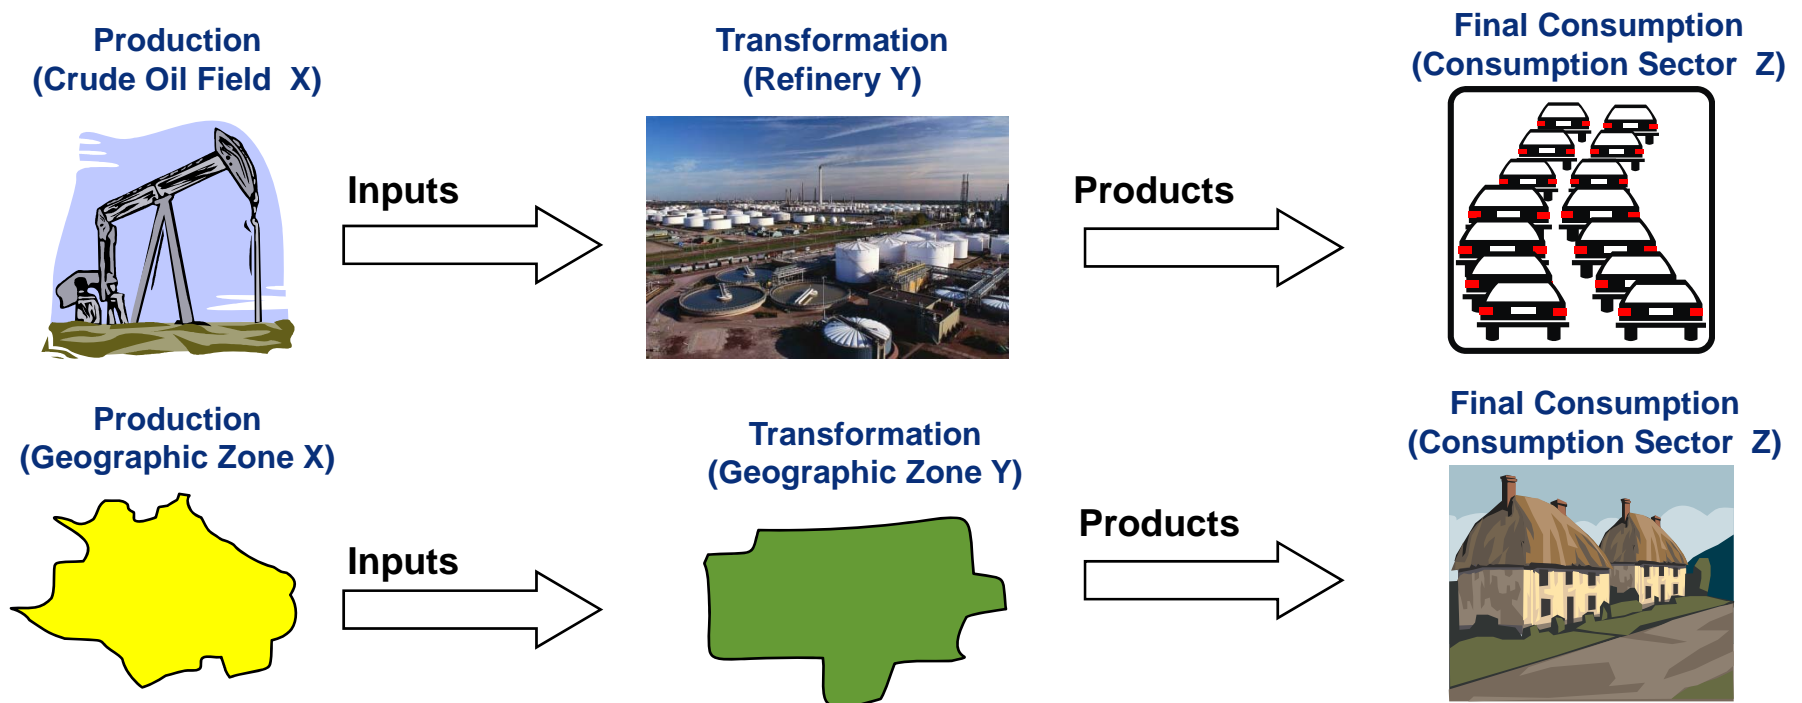 Production
(Crude Oil Field  X)
Transformation
(Refinery Y)
Final Consumption
(Consumption Sector  Z)
Inputs
Products
Production
(Geographic Zone X)
Transformation
(Geographic Zone Y)
Final Consumption
(Consumption Sector  Z)
Inputs
Products